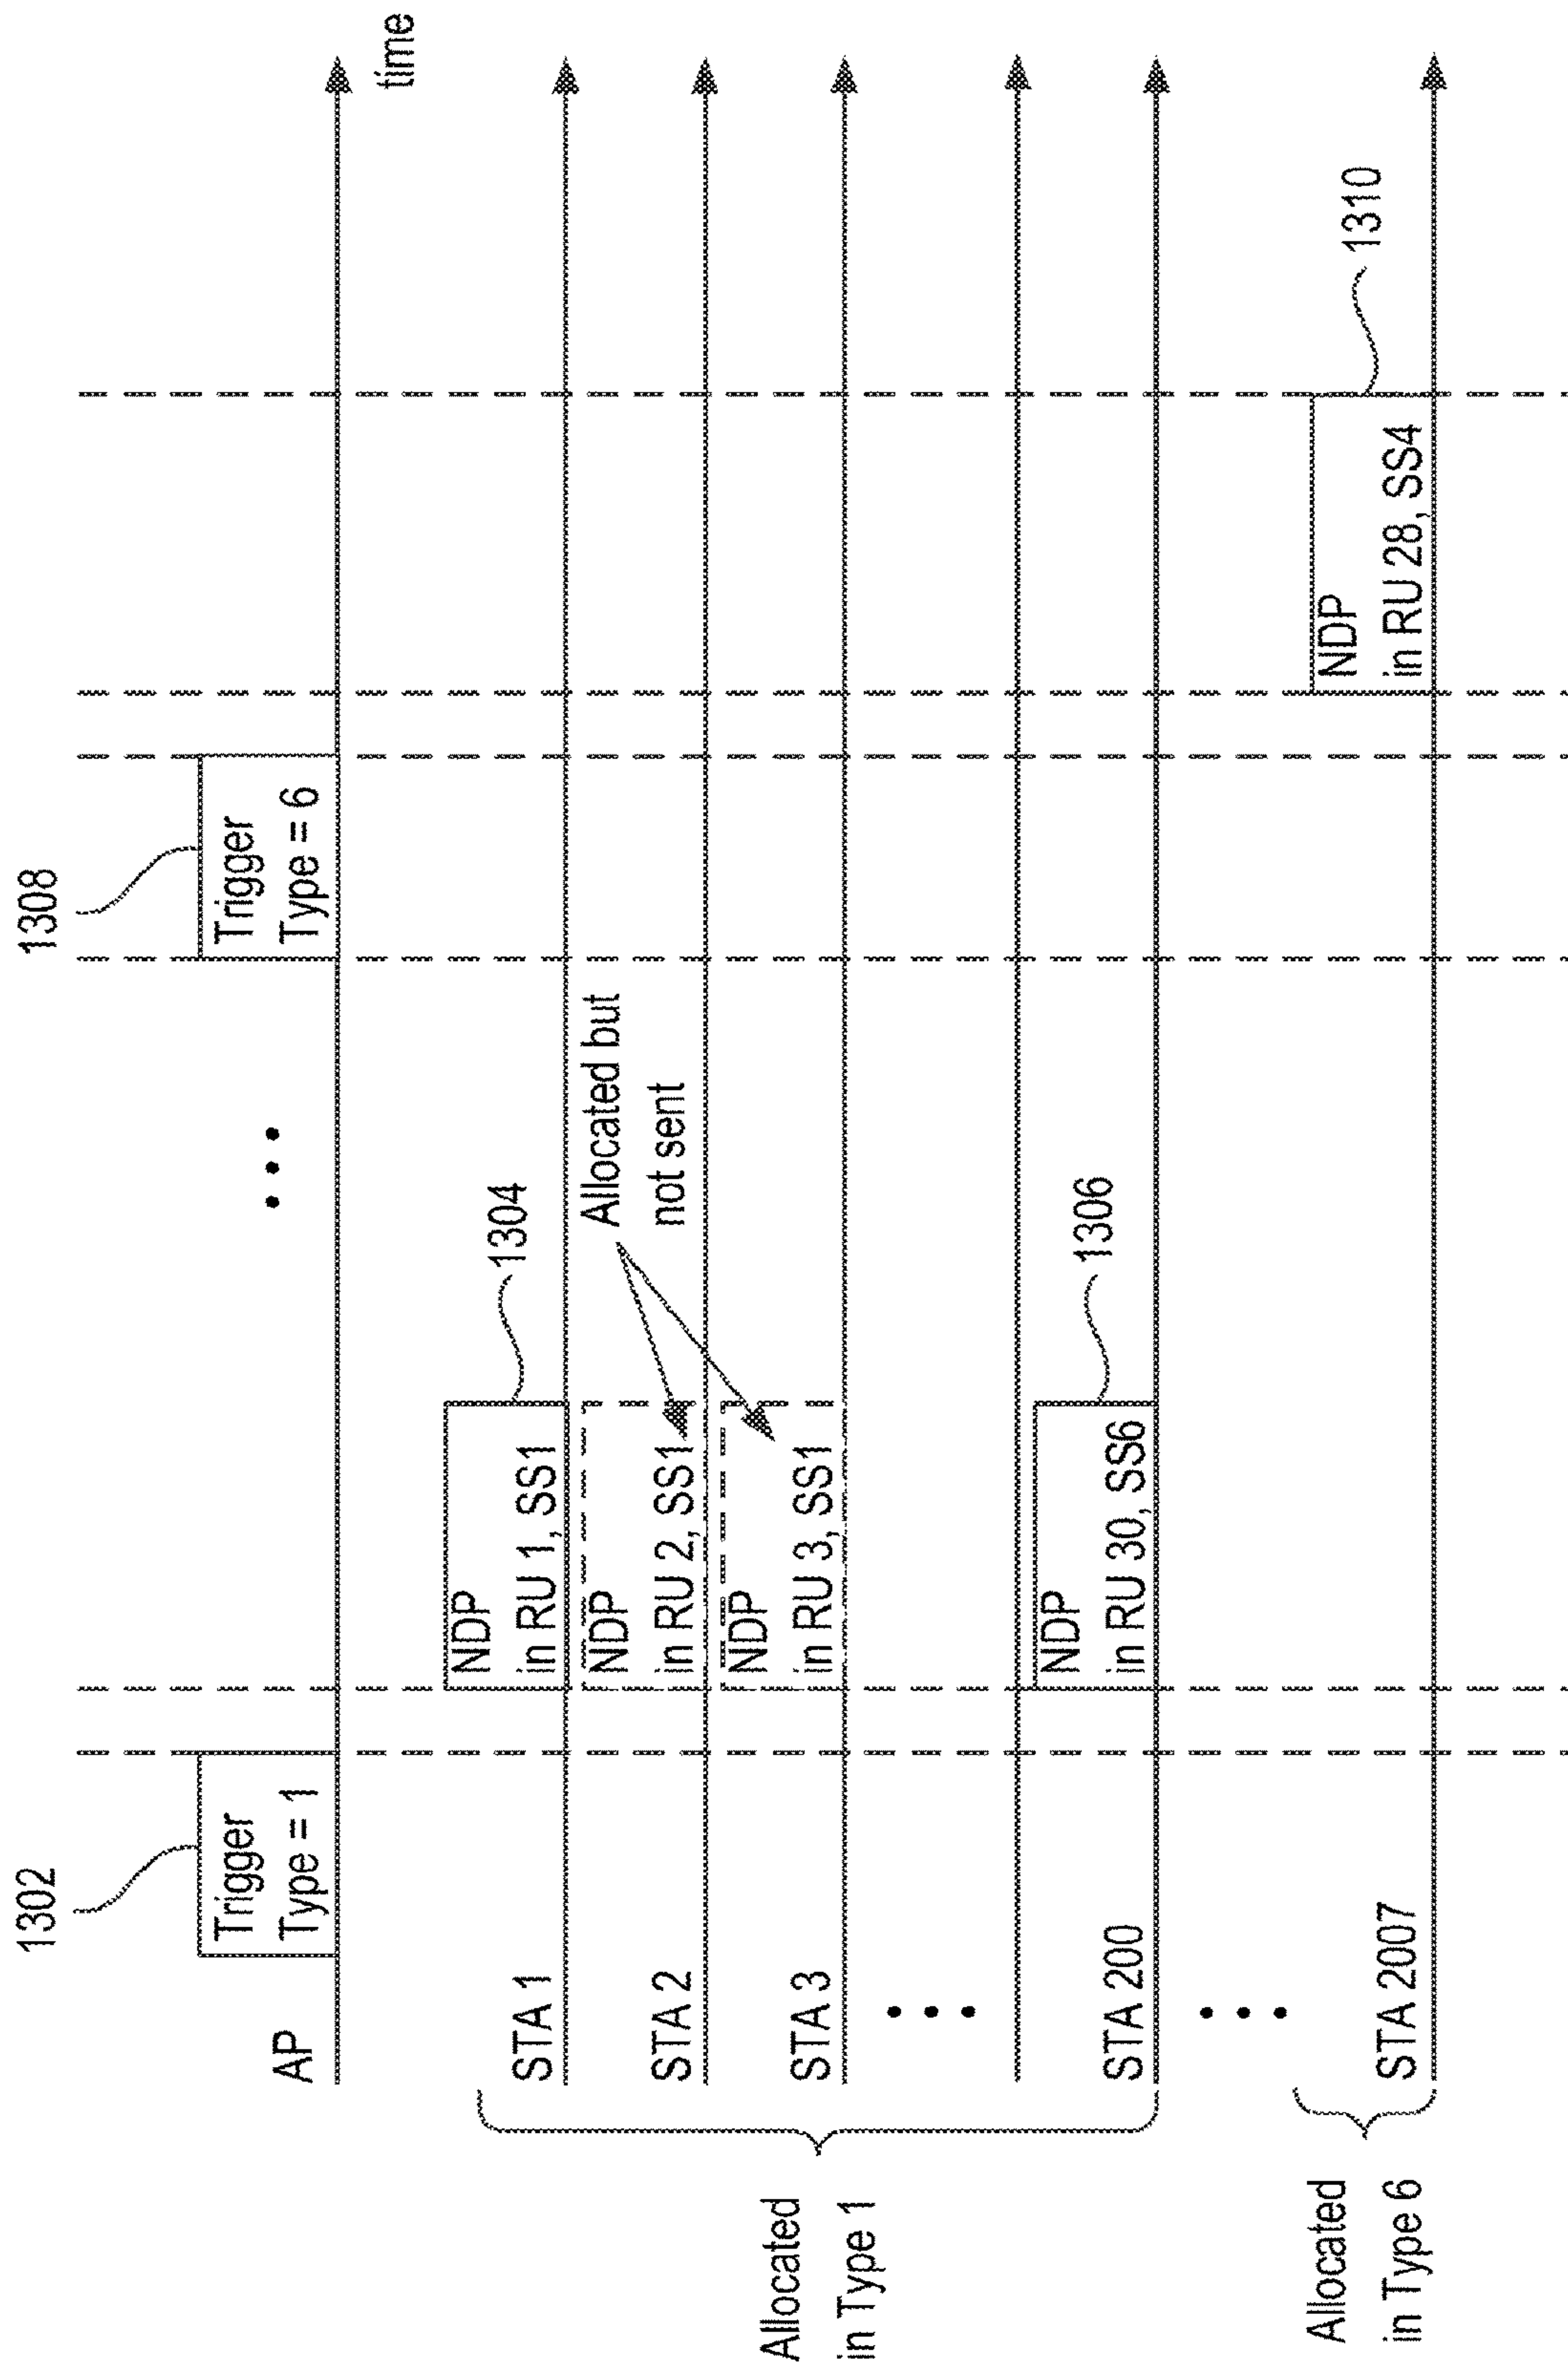 1302
1308
Trigger
Type = 1
Trigger
Type = 6
AP
time
1304
NDP
in RU 1, SS1
STA 1
Allocated but
not sent
NDP
in RU 2, SS1
STA 2
NDP
in RU 3, SS1
STA 3
Allocated
in Type 1
1306
NDP
in RU 30, SS6
STA 200
1310
NDP
in RU 28, SS4
STA 2007
Allocated
in Type 6